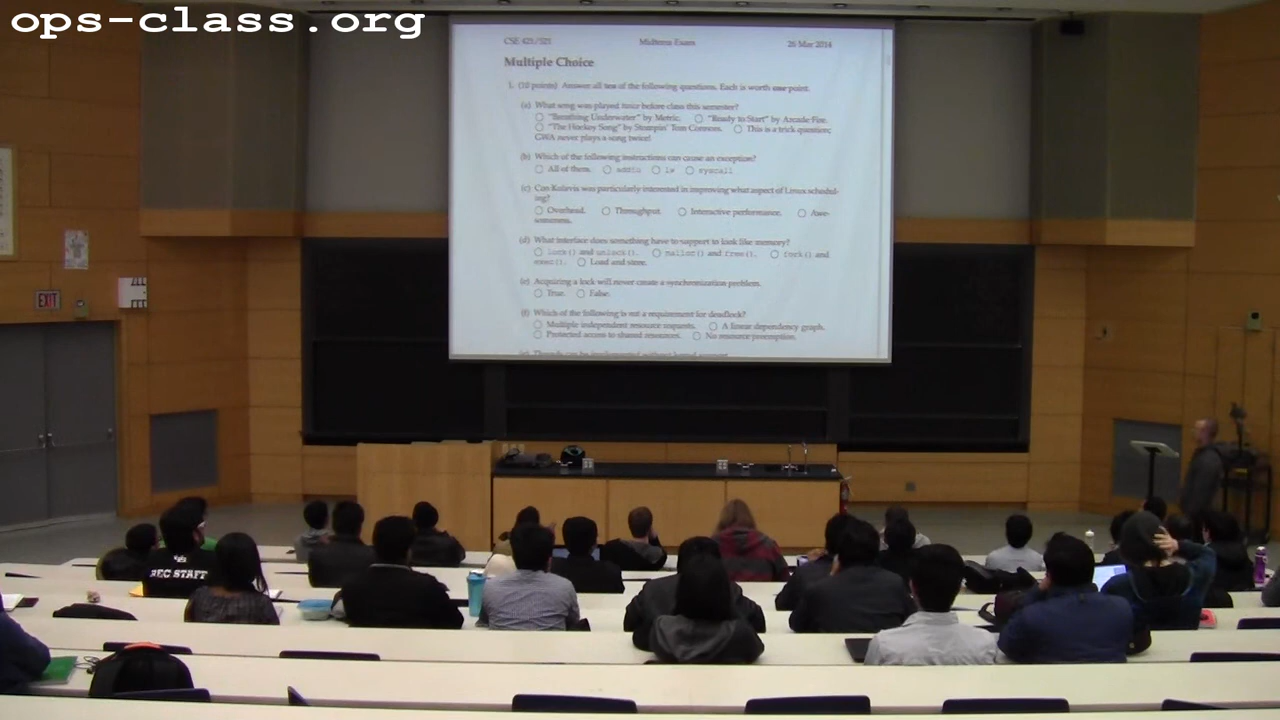 ops-class.org
CSE 421/521 Midterm Exam 26 Mar 2014
Multiple Choice
1. (10 points) Answer all ten of the following questions. Each is worth one point.
(a) What song was played twice before class this semester?
○ "Breathing Underwater" by Metric. ○ "Ready to Start" by Arcade Fire.
○ "The Hockey Song" by Stompin' Tom Connors. ○ This is a trick question;
GWA never plays a song twice!
(b) Which of the following instructions can cause an exception?
○ All of them. ○ addiu ○ lw ○ syscall
(c) Con Kolivis was particularly interested in improving what aspect of Linux schedul-
ing?
○ Overhead. ○ Throughput. ○ Interactive performance. ○ Awe-
someness.
(d) What interface does something have to support to look like memory?
○ lock() and unlock(). ○ malloc() and free(). ○ fork() and
exec(). ○ Load and store.
(e) Acquiring a lock will never create a synchronization problem.
○ True. ○ False.
(f) Which of the following is not a requirement for deadlock?
○ Multiple independent resource requests. ○ A linear dependency graph.
○ Protected access to shared resources. ○ No resource preemption.
EXIT
REC STAFF